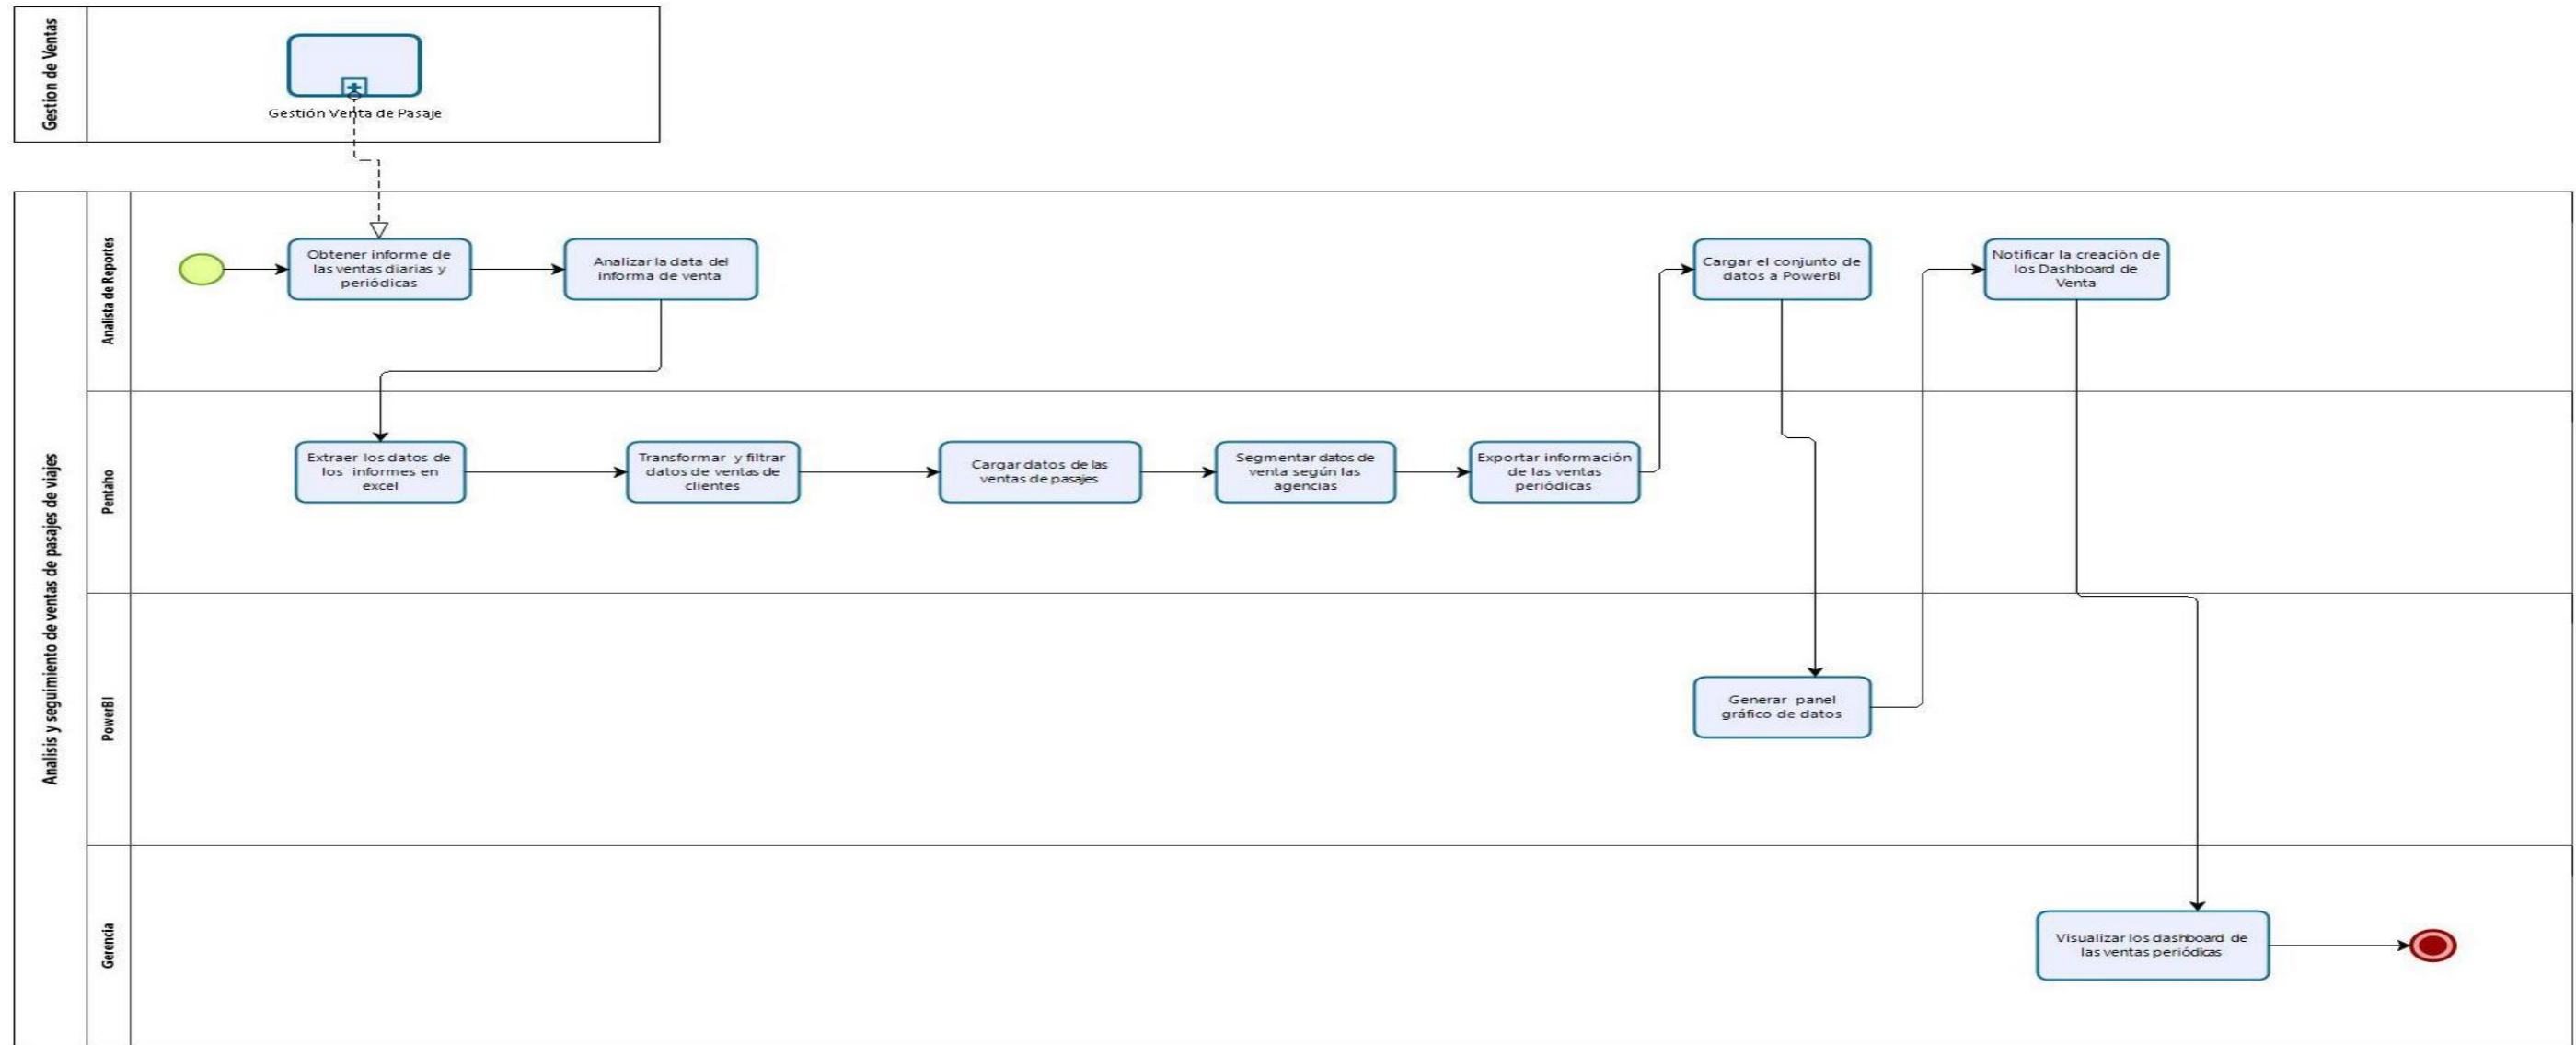 Gestion de Ventas
Gestión Venta de Pasaje
Analisis y seguimiento de ventas de pasajes de viajes
Analista de Reportes
Obtener informe de
las ventas diarias y
periódicas
Analizar la data del
informa de venta
Cargar el conjunto de
datos a PowerBI
Notificar la creación de
los Dashboard de
Venta
Pentaho
Extraer los datos de
los informes en
excel
Transformar y filtrar
datos de ventas de
clientes
Cargar datos de las
ventas de pasajes
Segmentar datos de
venta según las
agencias
Exportar información
de las ventas
periódicas
PowerBI
Generar panel
gráfico de datos
Gerencia
Visualizar los dashboard de
las ventas periódicas